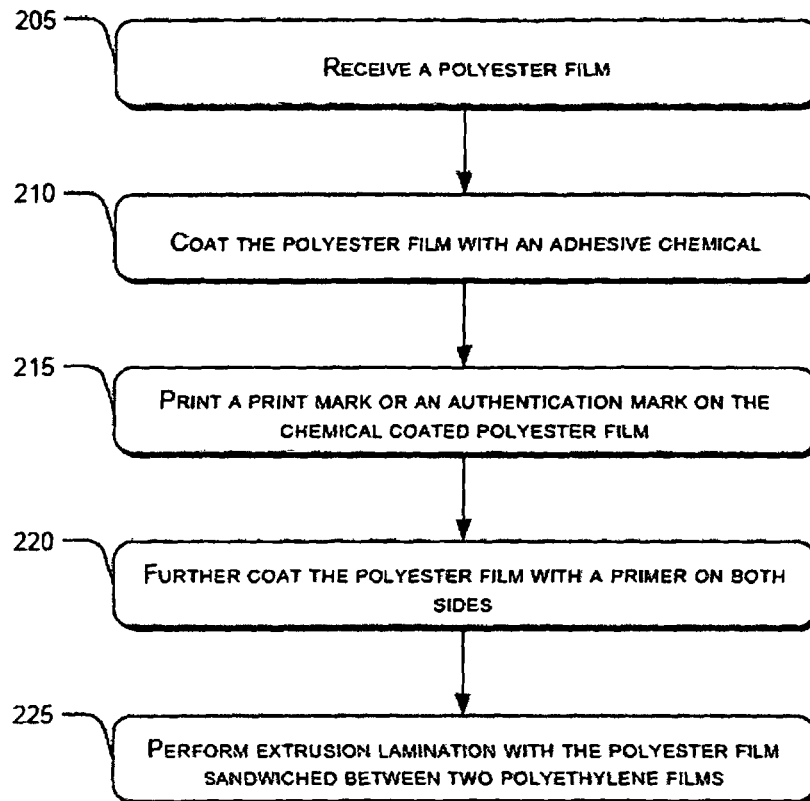 205
RECEIVE A POLYESTER FILM
210
COAT THE POLYESTER FILM WITH AN ADHESIVE CHEMICAL
215
PRINT A PRINT MARK OR AN AUTHENTICATION MARK ON THE
CHEMICAL COATED POLYESTER FILM
220
FURTHER COAT THE POLYESTER FILM WITH A PRIMER ON BOTH
SIDES
225
PERFORM EXTRUSION LAMINATION WITH THE POLYESTER FILM
SANDWICHED BETWEEN TWO POLYETHYLENE FILMS